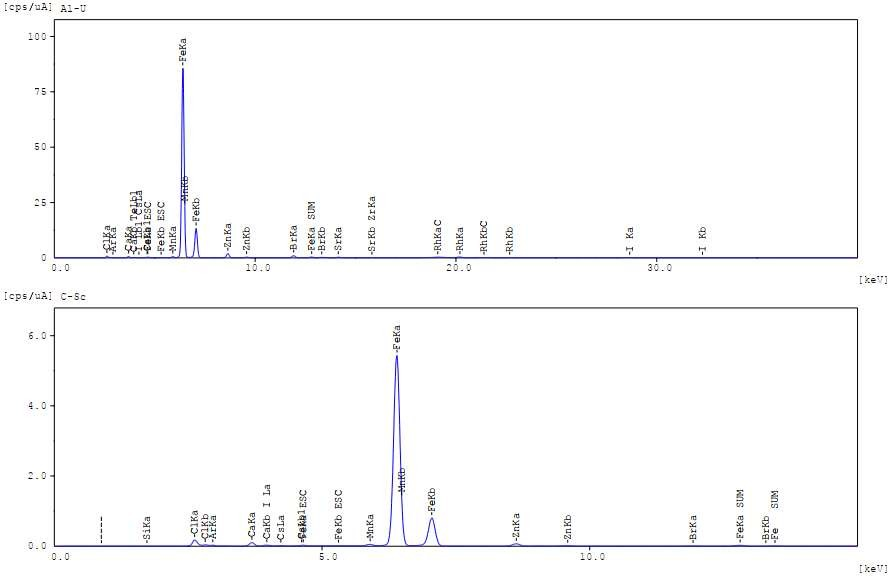 [cps/uA] Al-U
100
75
50
25
0
ClKa
ArKa
CaKa
FeKb ESC
MnKa
FeKa
MnKb
FeKb
ZnKa
ZnKb
BrKa
FeKa SUM
BrKb
SrKa
SrKb ZrKa
RhKaC
RhKa
RhKbC
RhKb
I Ka
I Kb
0.0 10.0 20.0 30.0
[keV]
[cps/uA] C-Sc
6.0
4.0
2.0
0.0
SiKa
ClKa
ClKb
ArKa
CaKa
CaKb I La
CsLa
FeKb ESC
MnKa
FeKa
MnKb
FeKb
ZnKa
ZnKb
BrKa
FeKa SUM
BrKb
Fe SUM
0.0 5.0 10.0
[keV]